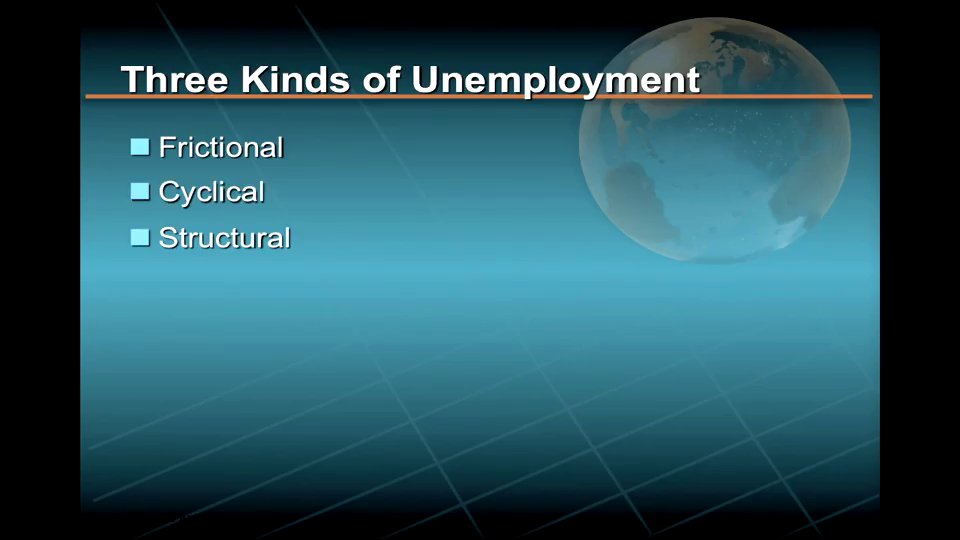 Three Kinds of Unemployment
Frictional
Cyclical
Structural